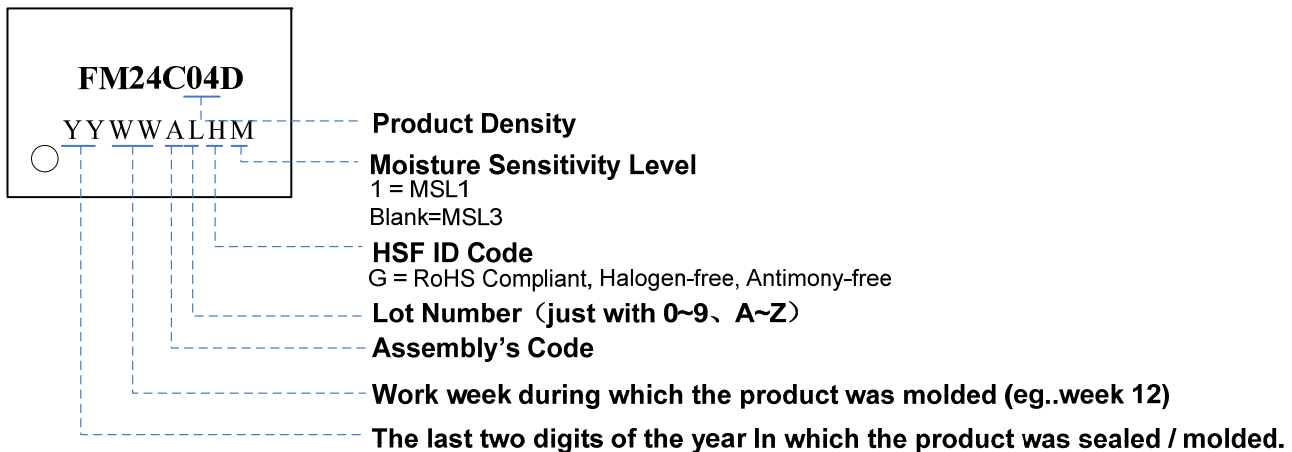 FM24C04D
YYWWALHM
Product Density
Moisture Sensitivity Level
1 = MSL1
Blank=MSL3
HSF ID Code
G = RoHS Compliant, Halogen-free, Antimony-free
Lot Number（just with 0~9、A~Z）
Assembly's Code
Work week during which the product was molded (eg..week 12)
The last two digits of the year In which the product was sealed / molded.